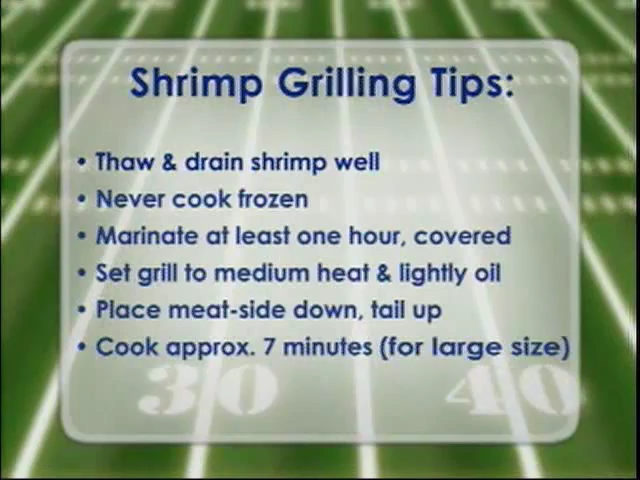 Shrimp Grilling Tips:
• Thaw & drain shrimp well
• Never cook frozen
• Marinate at least one hour, covered
• Set grill to medium heat & lightly oil
• Place meat-side down, tail up
• Cook approx. 7 minutes (for large size)
30 40